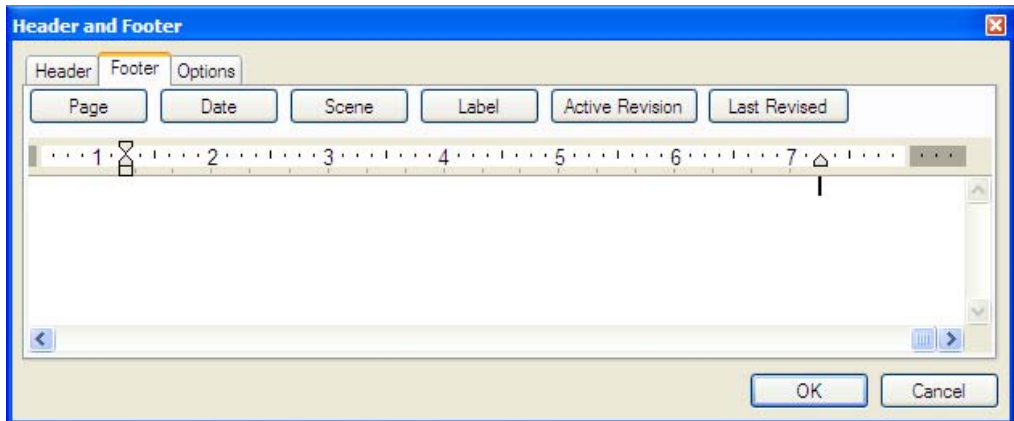 Header and Footer
Header Footer Options
Page Date Scene Label Active Revision Last Revised
1 2 3 4 5 6 7
OK Cancel